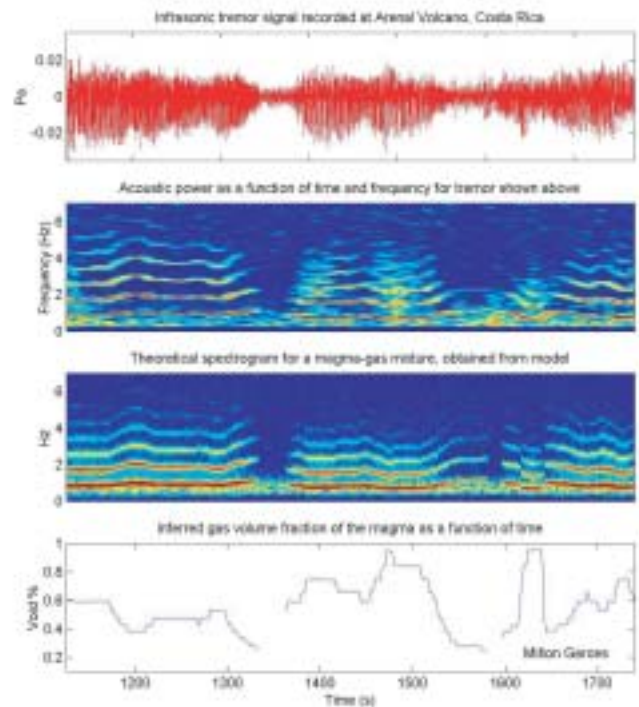 Infrasonic tremor signal recorded at Arenal Volcano, Costa Rica
0.02
0
-0.02
Pa
Acoustic power as a function of time and frequency for tremor shown above
6
4
2
0
Frequency (Hz)
Theoretical spectrogram for a magma-gas mixture, obtained from model
6
4
2
0
Hz
Inferred gas volume fraction of the magma as a function of time
1
0.8
0.6
0.4
0.2
Void %
Milton Garces
1200 1300 1400 1500 1600 1700
Time (s)